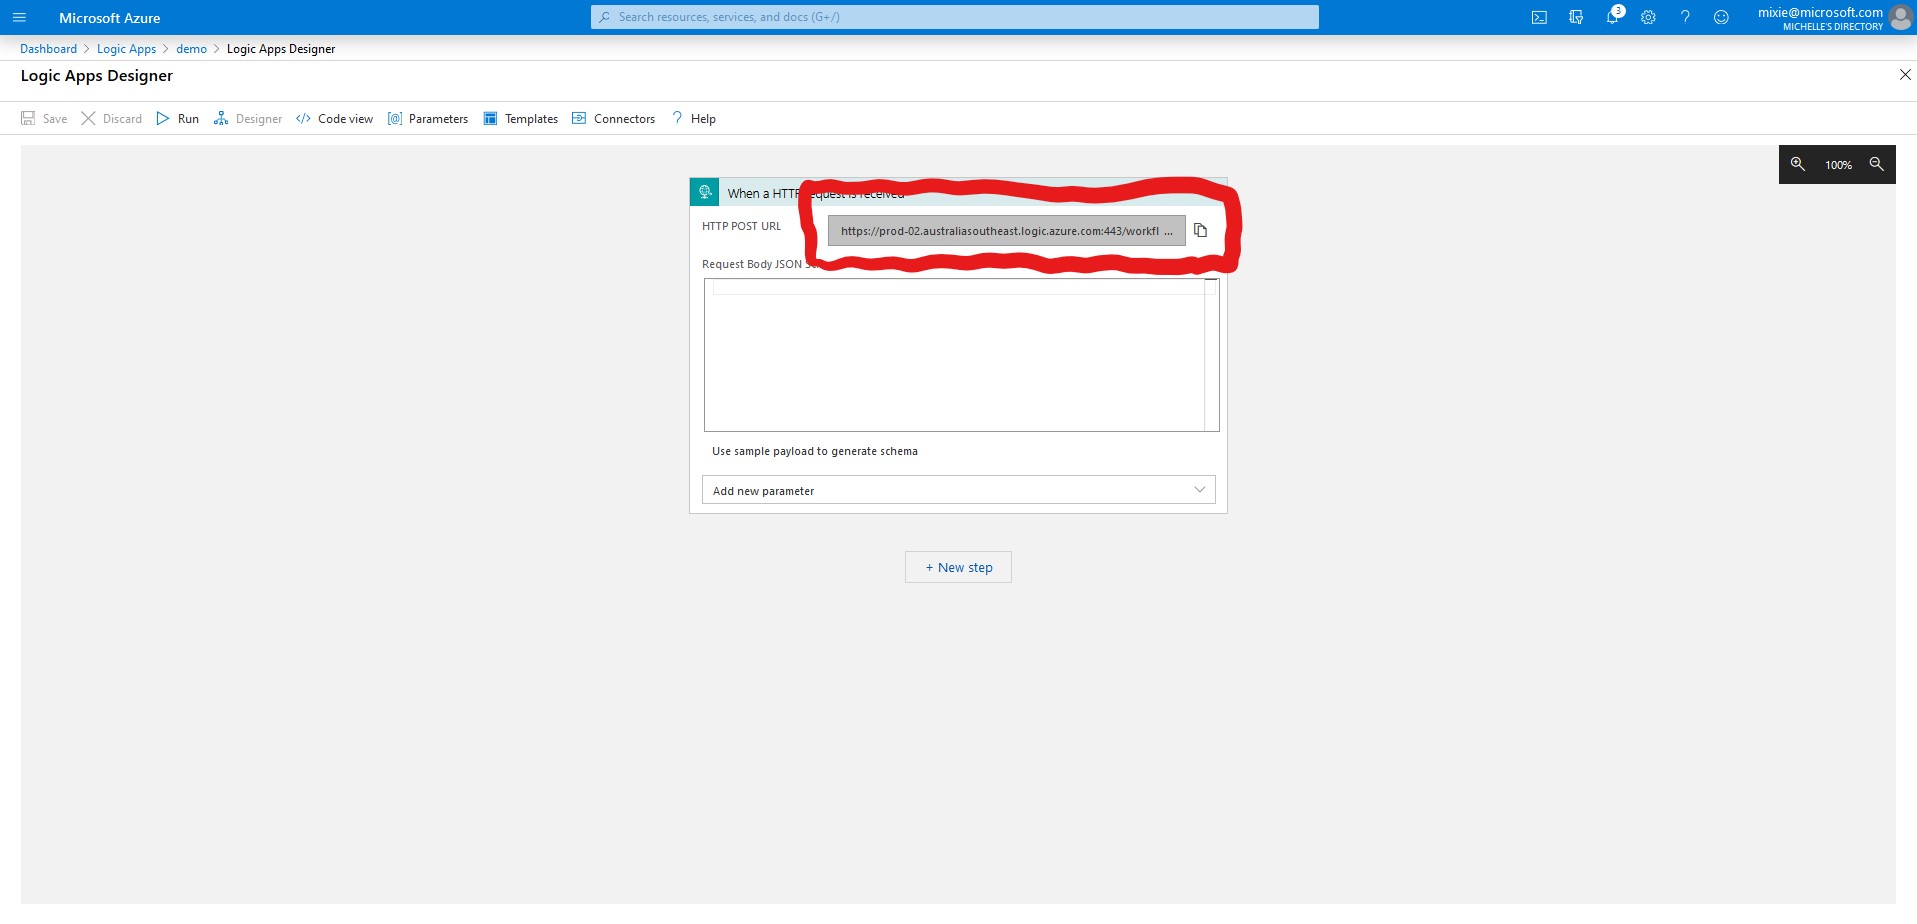 Microsoft Azure
Search resources, services, and docs (G+/)
3
mixie@microsoft.com
MICHELLE'S DIRECTORY
Dashboard > Logic Apps > demo > Logic Apps Designer
Logic Apps Designer
Save Discard Run Designer Code view Parameters Templates Connectors Help
100%
When a HTTP request is received
HTTP POST URL
https://prod-02.australiasoutheast.logic.azure.com:443/workfl ...
Request Body JSON
Use sample payload to generate schema
Add new parameter
+ New step